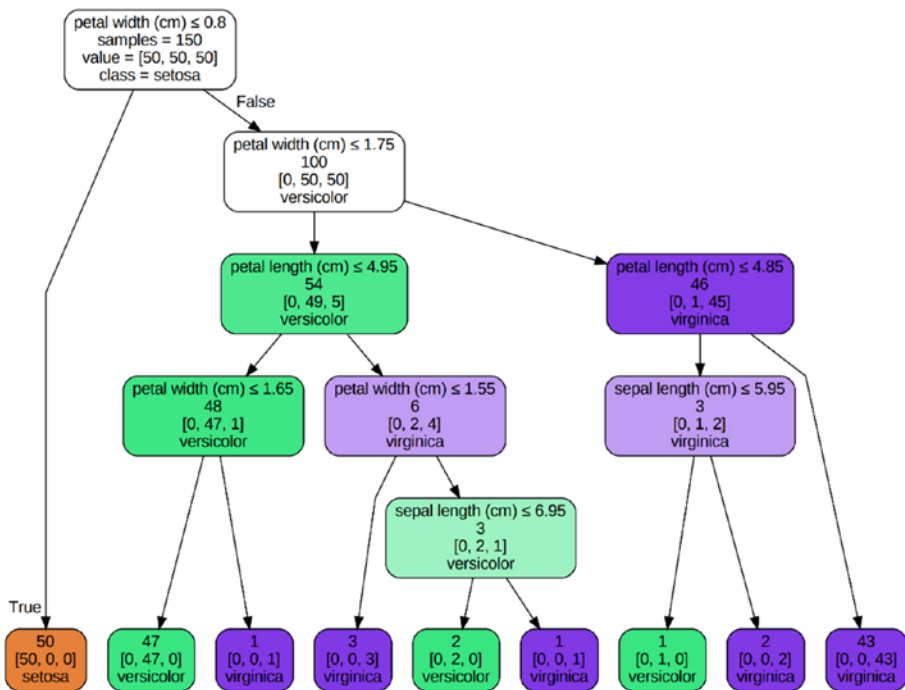 petal width (cm) ≤ 0.8
samples = 150
value = [50, 50, 50]
class = setosa
False
petal width (cm) ≤ 1.75
100
[0, 50, 50]
versicolor
petal length (cm) ≤ 4.95
54
[0, 49, 5]
versicolor
petal length (cm) ≤ 4.85
46
[0, 1, 45]
virginica
petal width (cm) ≤ 1.65
48
[0, 47, 1]
versicolor
petal width (cm) ≤ 1.55
6
[0, 2, 4]
virginica
sepal length (cm) ≤ 5.95
3
[0, 1, 2]
virginica
sepal length (cm) ≤ 6.95
3
[0, 2, 1]
versicolor
True
50
[50, 0, 0]
setosa
47
[0, 47, 0]
versicolor
1
[0, 0, 1]
virginica
3
[0, 0, 3]
virginica
2
[0, 2, 0]
versicolor
1
[0, 0, 1]
virginica
1
[0, 1, 0]
versicolor
2
[0, 0, 2]
virginica
43
[0, 0, 43]
virginica